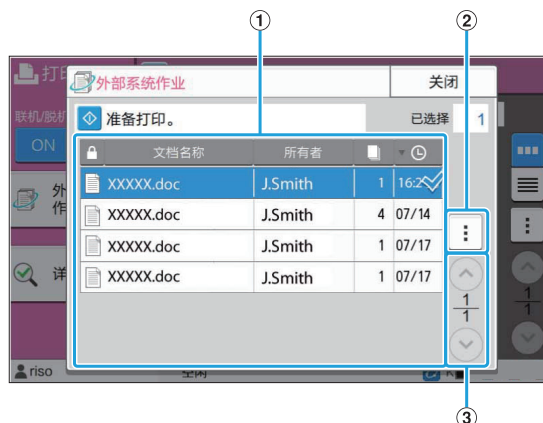 ① ②
打印
外部系统作业 关闭
联机/脱机
准备打印。 已选择 1
ON
文档名称 所有者
XXXXX.doc J.Smith 1 16:2
外
作
XXXXX.doc J.Smith 4 07/14
XXXXX.doc J.Smith 1 07/17
XXXXX.doc J.Smith 1 07/17
详
1
1
1
1
riso 空闲 K
③